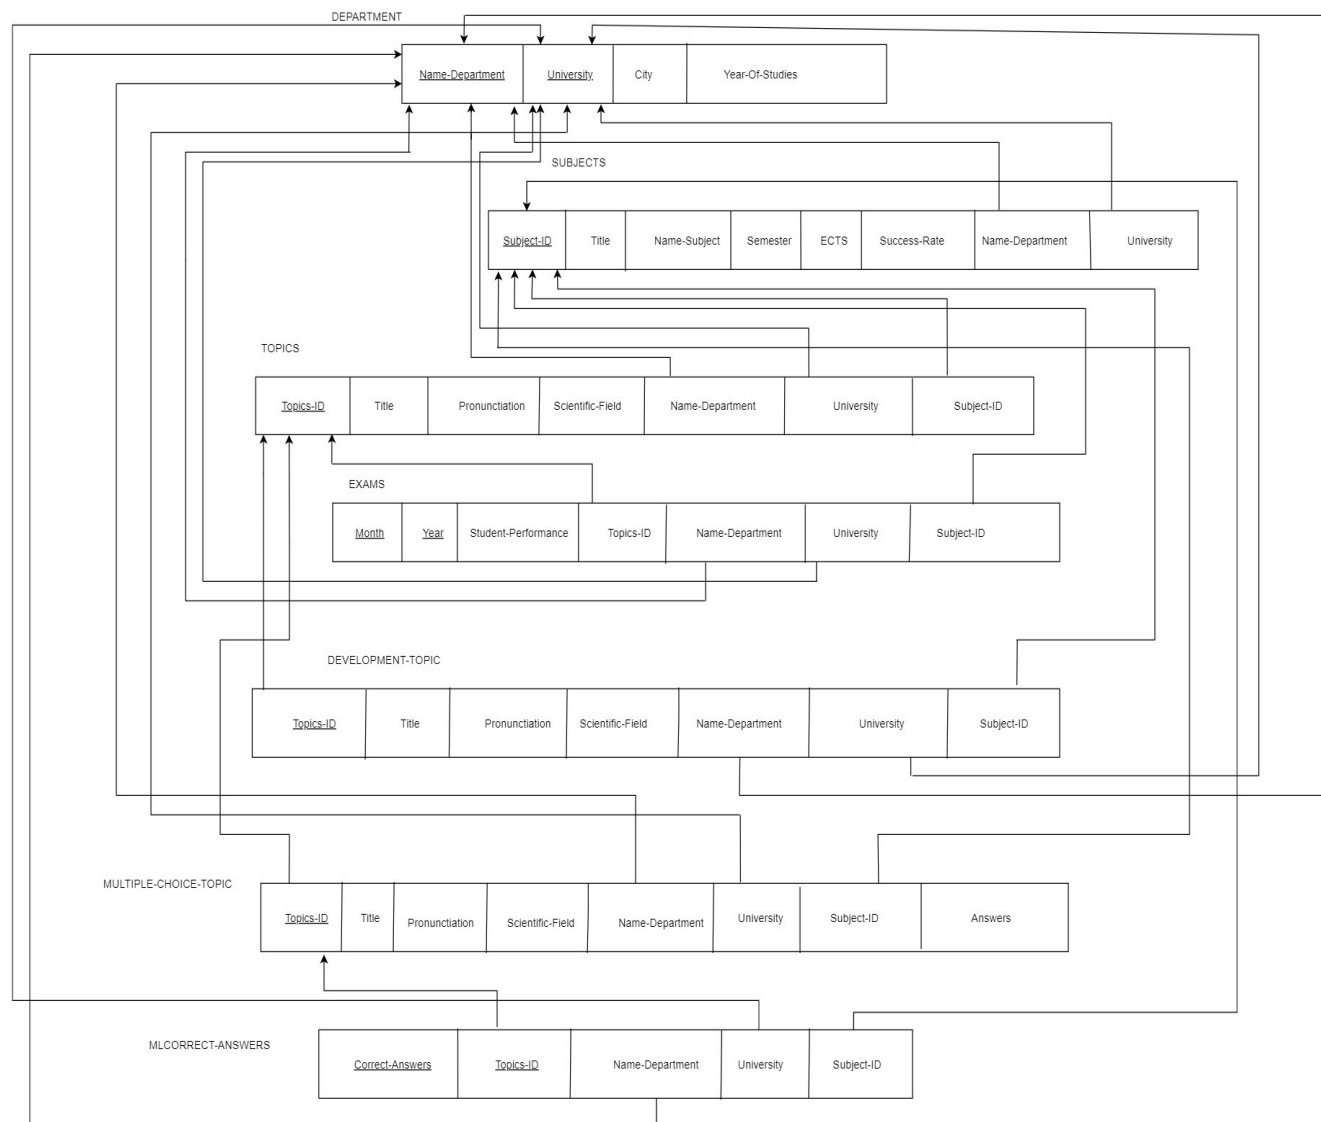 DEPARTMENT
Name-Department University City Year-Of-Studies
SUBJECTS
Subject-ID Title Name-Subject Semester ECTS Success-Rate Name-Department University
TOPICS
Topics-ID Title Pronunctiation Scientific-Field Name-Department University Subject-ID
EXAMS
Month Year Student-Performance Topics-ID Name-Department University Subject-ID
DEVELOPMENT-TOPIC
Topics-ID Title Pronunctiation Scientific-Field Name-Department University Subject-ID
MULTIPLE-CHOICE-TOPIC
Topics-ID Title Pronunctiation Scientific-Field Name-Department University Subject-ID Answers
MLCORRECT-ANSWERS
Correct-Answers Topics-ID Name-Department University Subject-ID